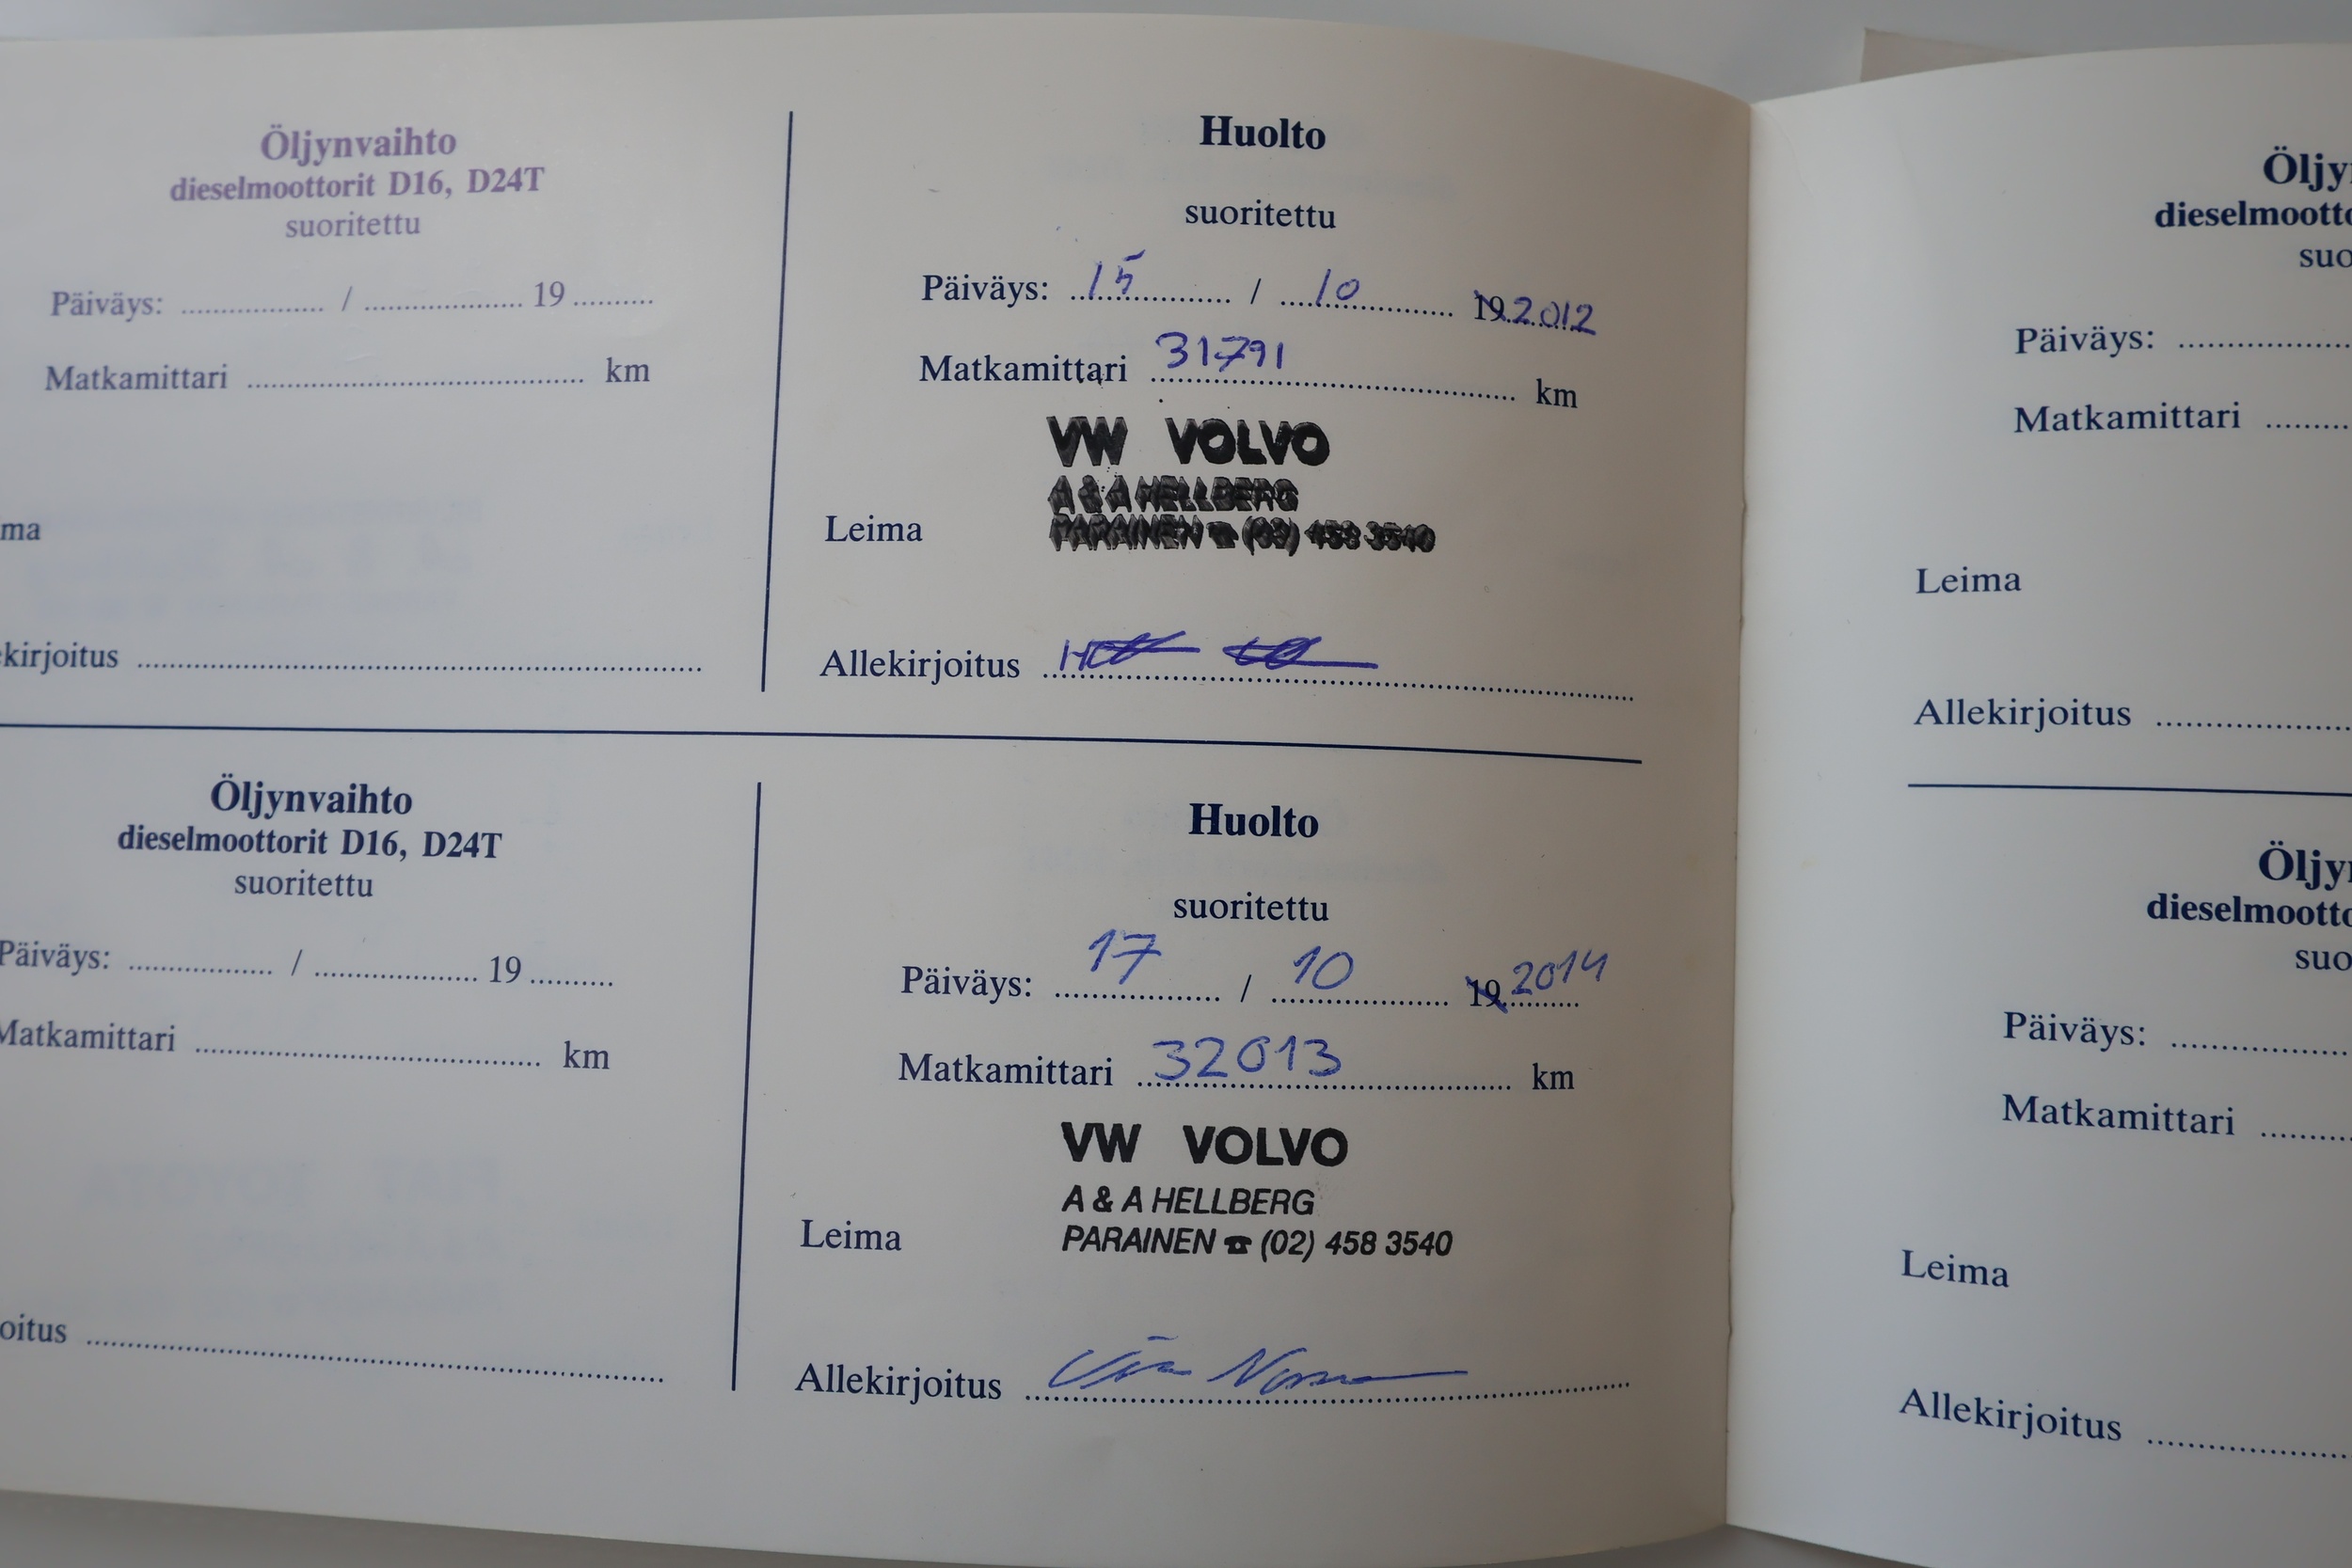 Öljynvaihto
dieselmoottorit D16, D24T
suoritettu
Päiväys: .................. / .................... 19..........
Matkamittari .......................................... km
ma
kirjoitus ......................................................................
Huolto
suoritettu
Päiväys: 15 / 10 19 2012
Matkamittari 31791 km
VW VOLVO
A & A HELLBERG
Leima PARAINEN ☎ (02) 458 3540
Allekirjoitus
Öljynvaihto
dieselmoottorit D16, D24T
suoritettu
Päiväys: .................. / .................... 19..........
Matkamittari .......................................... km
oitus ......................................................................
Huolto
suoritettu
Päiväys: 17 / 10 19 2014
Matkamittari 32013 km
VW VOLVO
A & A HELLBERG
Leima PARAINEN ☎ (02) 458 3540
Allekirjoitus
Öljy
dieselmootto
suo
Päiväys: ......................
Matkamittari ...........
Leima
Allekirjoitus .........................
Öljy
dieselmootto
suo
Päiväys: ......................
Matkamittari ...........
Leima
Allekirjoitus .........................